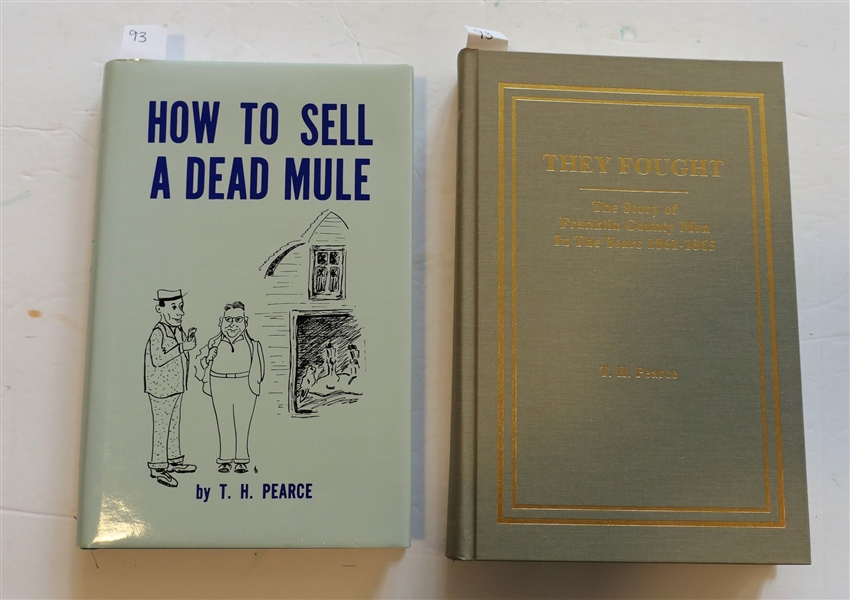 93
HOW TO SELL
A DEAD MULE
by T. H. PEARCE
93
THEY FOUGHT
The Story of
Franklin County Men
In The Years 1861-1865
T. H. Pearce